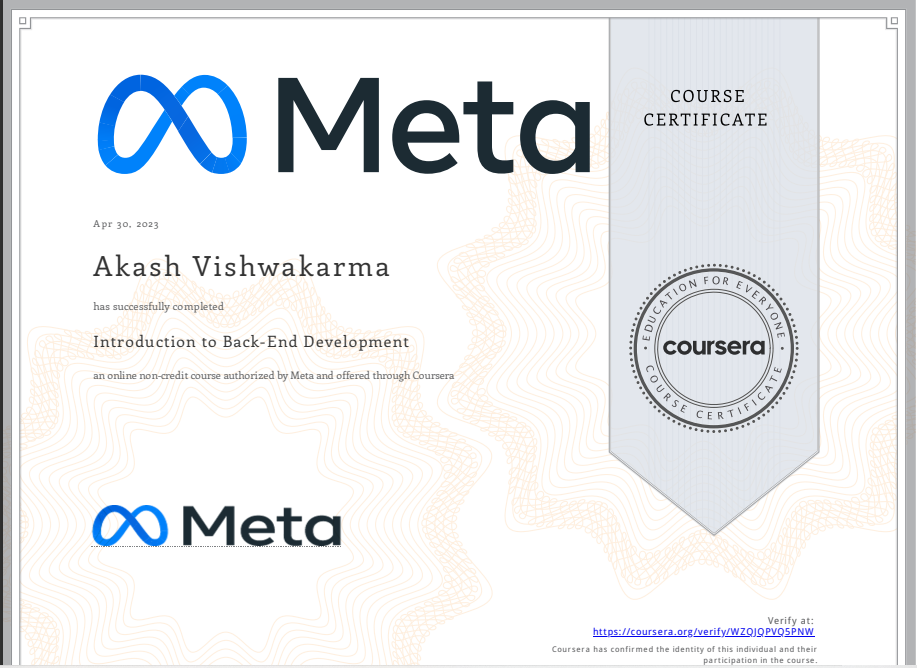 Meta
COURSE
CERTIFICATE
Apr 30, 2023
Akash Vishwakarma
has successfully completed
Introduction to Back-End Development
an online non-credit course authorized by Meta and offered through Coursera
EDUCATION FOR EVERYONE
coursera
COURSE CERTIFICATE
Meta
Verify at:
https://coursera.org/verify/WZQJQPVQ5PNW
Coursera has confirmed the identity of this individual and their
participation in the course.